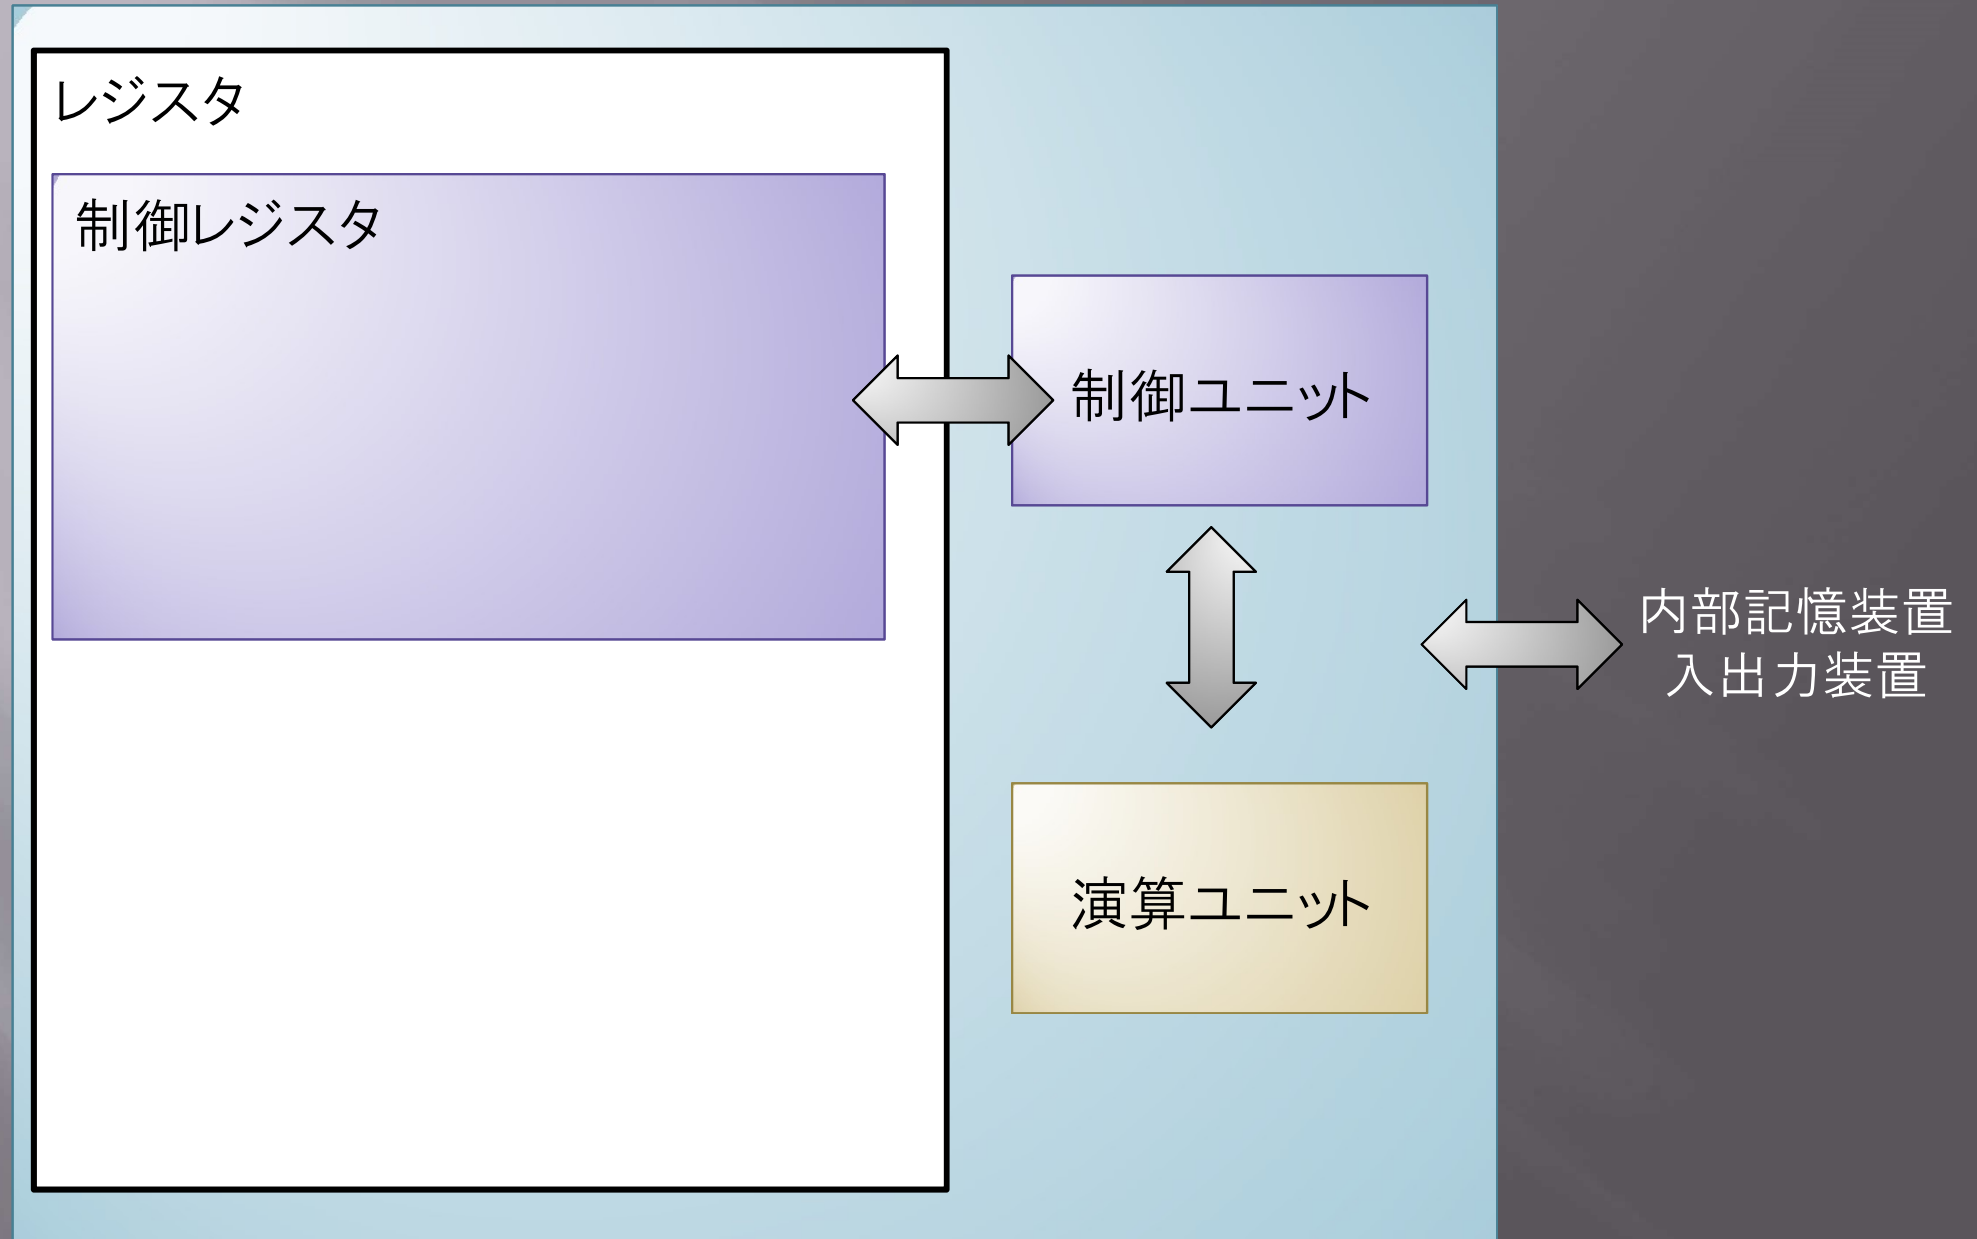 レジスタ
制御レジスタ
制御ユニット
内部記憶装置
入出力装置
演算ユニット